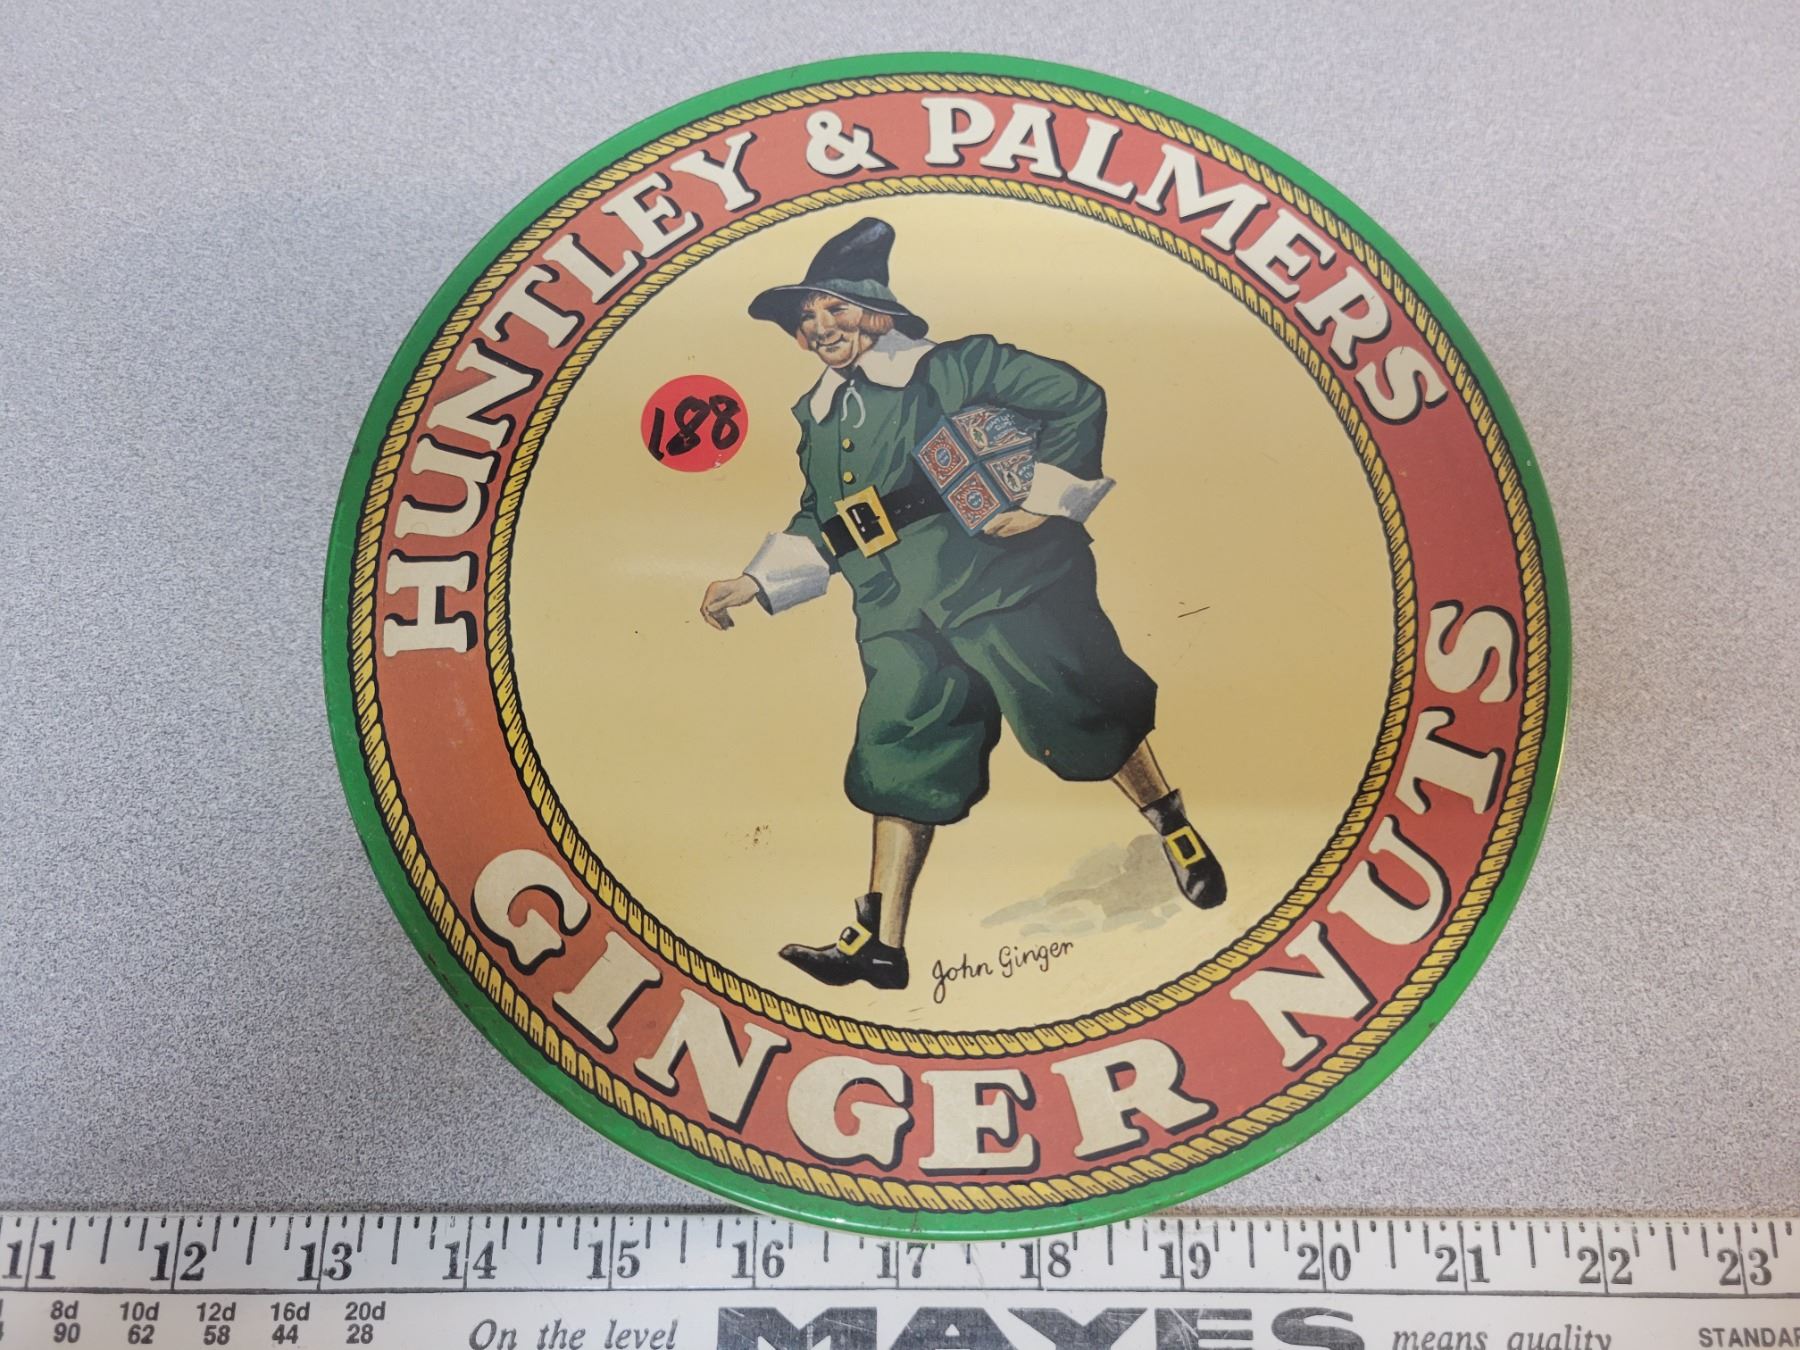 HUNTLEY & PALMERS
188
John Ginger
GINGER NUTS
11 12 13 14 15 16 17 18 19 20 21 22 23
8d 10d 12d 16d 20d
90 62 58 44 28
On the level MAYES means quality